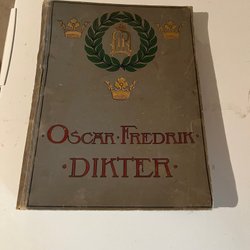 OSCAR · FREDRIK ·
· DIKTER ·